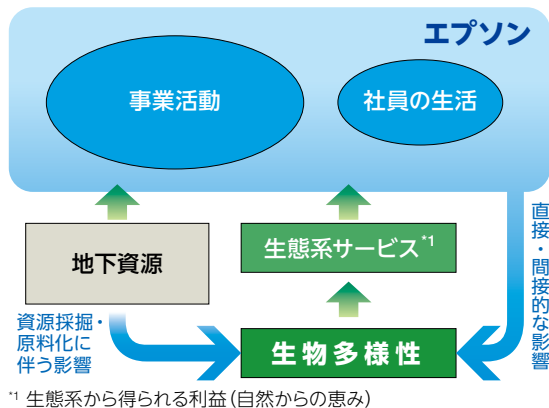 エプソン
事業活動
社員の生活
地下資源
生態系サービス*1
直接・間接的な影響
資源採掘・
原料化に
伴う影響
生物多様性
*1 生態系から得られる利益(自然からの恵み)